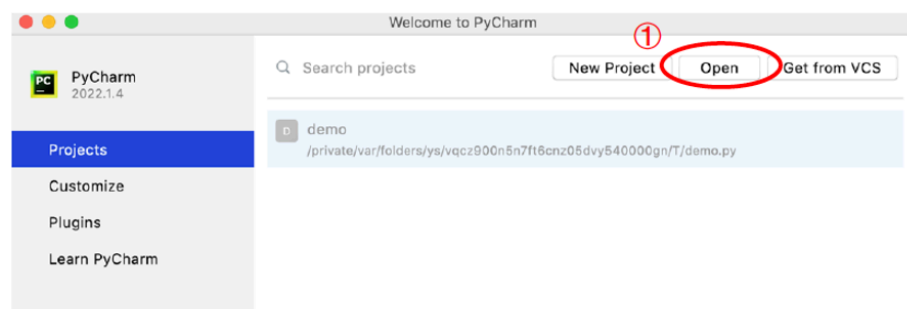 Welcome to PyCharm
①
PC
PyCharm
2022.1.4
Search projects
New Project
Open
Get from VCS
D
demo
/private/var/folders/ys/vqcz900n5n7ft6cnz05dvy540000gn/T/demo.py
Projects
Customize
Plugins
Learn PyCharm